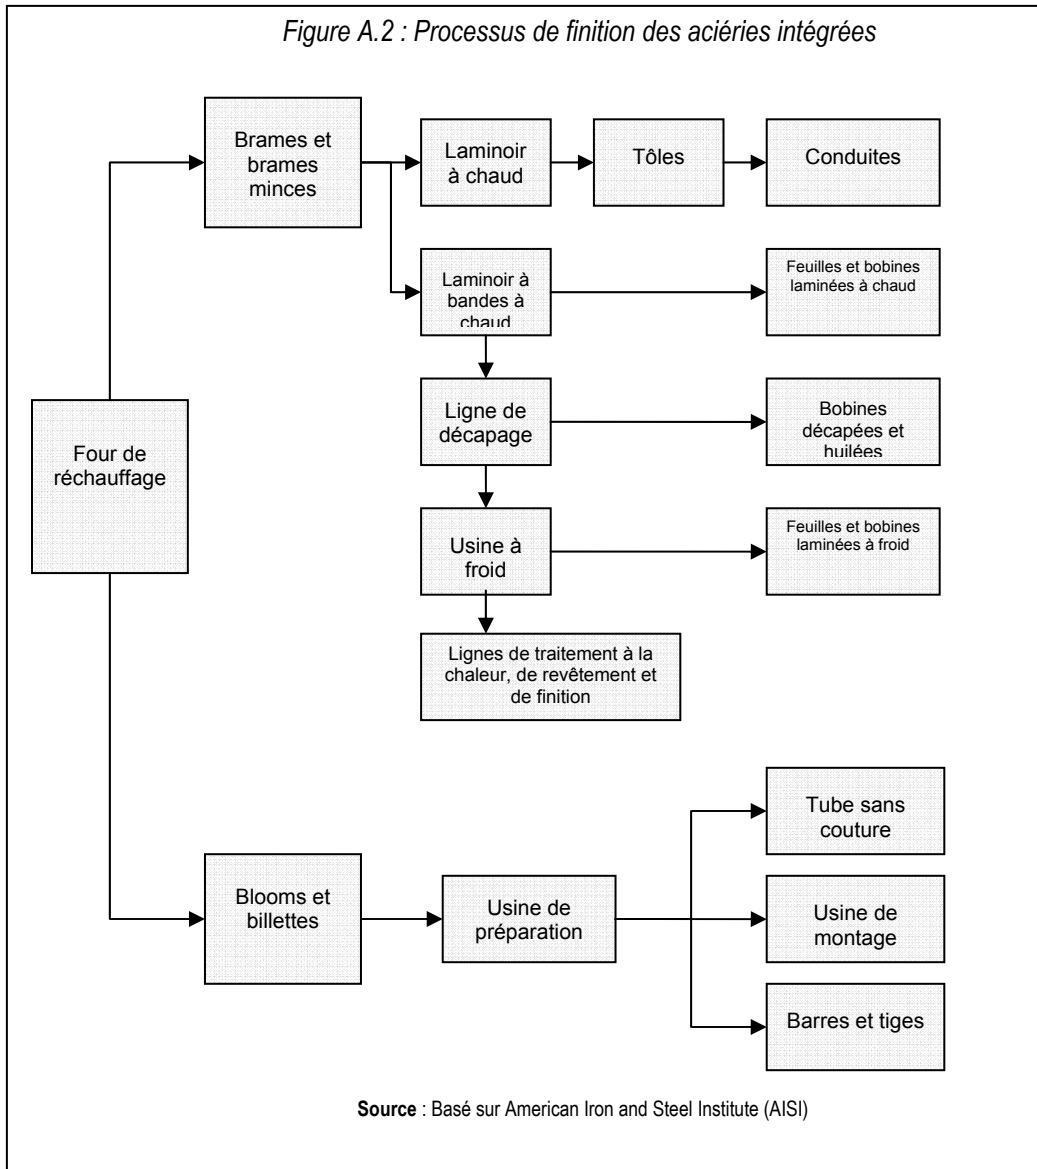 Figure A.2 : Processus de finition des aciéries intégrées
Brames et
brames
minces
Laminoir
à chaud
Tôles
Conduites
Laminoir à
bandes à
chaud
Feuilles et bobines
laminées à chaud
Four de
réchauffage
Ligne de
décapage
Bobines
décapées et
huilées
Usine à
froid
Feuilles et bobines
laminées à froid
Lignes de traitement à la
chaleur, de revêtement et
de finition
Blooms et
billettes
Usine de
préparation
Tube sans
couture
Usine de
montage
Barres et tiges
Source : Basé sur American Iron and Steel Institute (AISI)